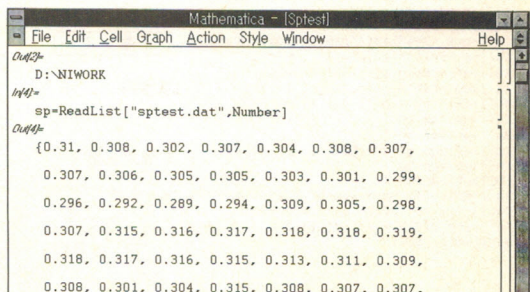 Mathematica - [Sptest]
File Edit Cell Graph Action Style Window Help
Out[2]=
D:\NIWORK
In[4]:=
sp=ReadList["sptest.dat",Number]
Out[4]=
{0.31, 0.308, 0.302, 0.307, 0.304, 0.308, 0.307,
0.307, 0.306, 0.305, 0.305, 0.303, 0.301, 0.299,
0.296, 0.292, 0.289, 0.294, 0.309, 0.305, 0.298,
0.307, 0.315, 0.316, 0.317, 0.318, 0.318, 0.319,
0.318, 0.317, 0.316, 0.315, 0.313, 0.311, 0.309,
0.308, 0.301, 0.304, 0.315, 0.308, 0.307, 0.307,